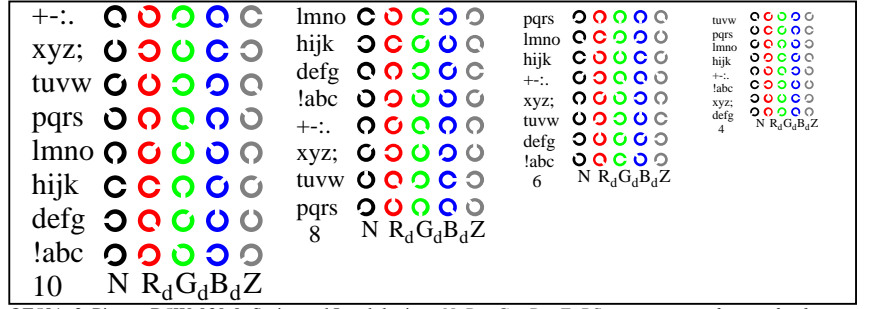 +-:.
xyz;
tuvw
pqrs
lmno
hijk
defg
!abc
10 N RdGdBdZ
lmno
hijk
defg
!abc
+-:.
xyz;
tuvw
pqrs
8 N RdGdBdZ
pqrs
lmno
hijk
+-:.
xyz;
tuvw
defg
!abc
6 N RdGdBdZ
tuvw
pqrs
lmno
hijk
+-:.
!abc
xyz;
defg
4 N RdGdBdZ